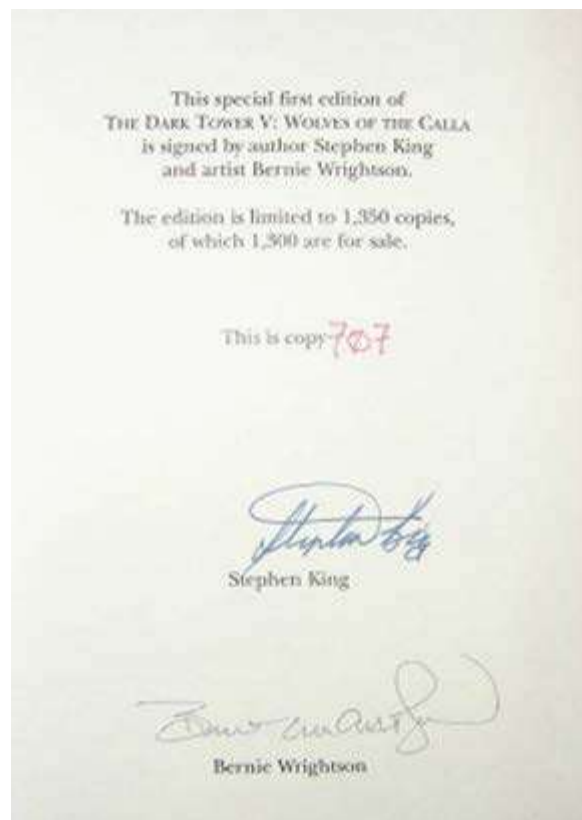 This special first edition of
THE DARK TOWER V: WOLVES OF THE CALLA
is signed by author Stephen King
and artist Bernie Wrightson.
The edition is limited to 1,350 copies,
of which 1,300 are for sale.
This is copy 707
Stephen King
Stephen King
Bernie Wrightson